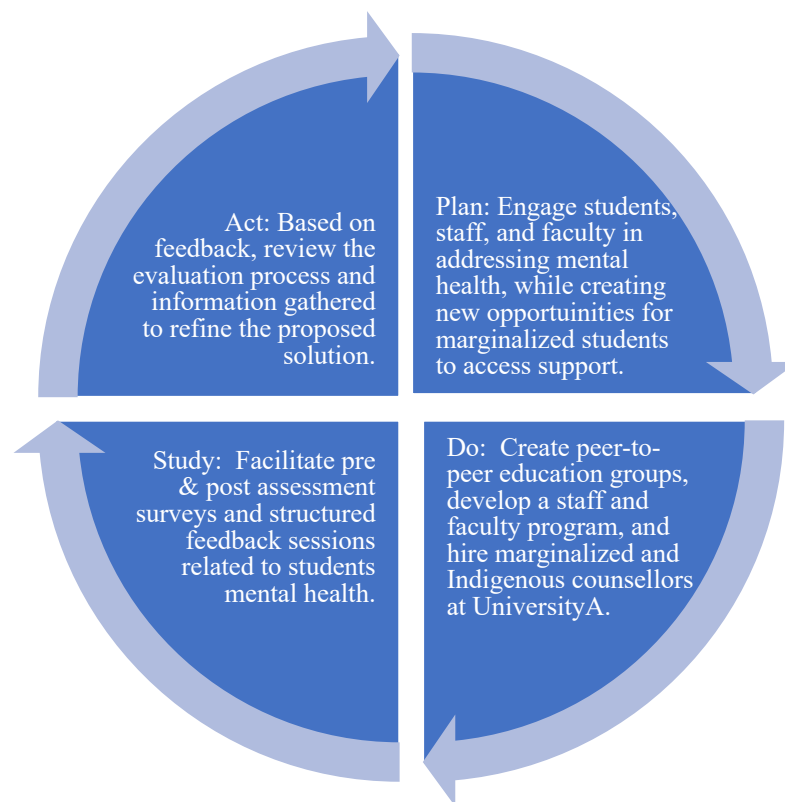 Act: Based on
feedback, review the
evaluation process and
information gathered
to refine the proposed
solution.
Plan: Engage students,
staff, and faculty in
addressing mental
health, while creating
new opportuinities for
marginalized students
to access support.
Study:  Facilitate pre
& post assessment
surveys and structured
feedback sessions
related to students
mental health.
Do:  Create peer-to-
peer education groups,
develop a staff and
faculty program, and
hire marginalized and
Indigenous counsellors
at UniversityA.